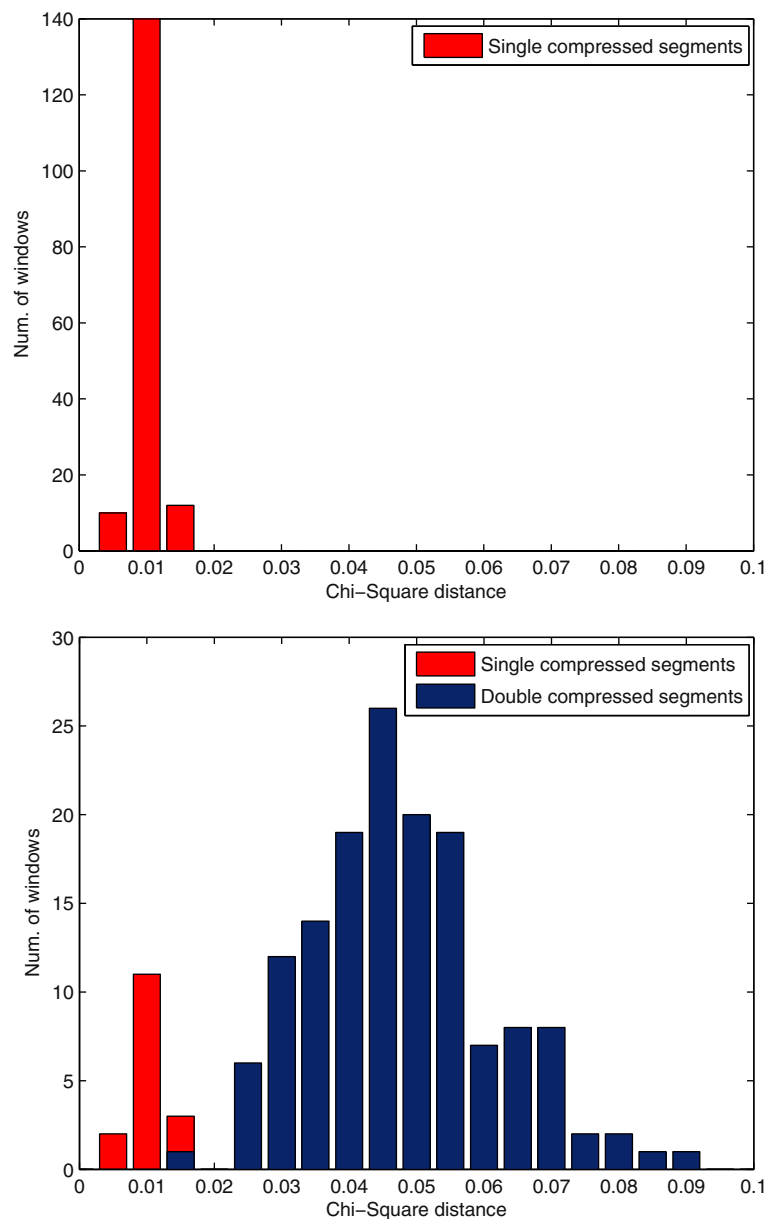 140
120
100
80
60
40
20
0
Num. of windows
Single compressed segments
0 0.01 0.02 0.03 0.04 0.05 0.06 0.07 0.08 0.09 0.1
Chi-Square distance
30
25
20
15
10
5
0
Num. of windows
Single compressed segments
Double compressed segments
0 0.01 0.02 0.03 0.04 0.05 0.06 0.07 0.08 0.09 0.1
Chi-Square distance